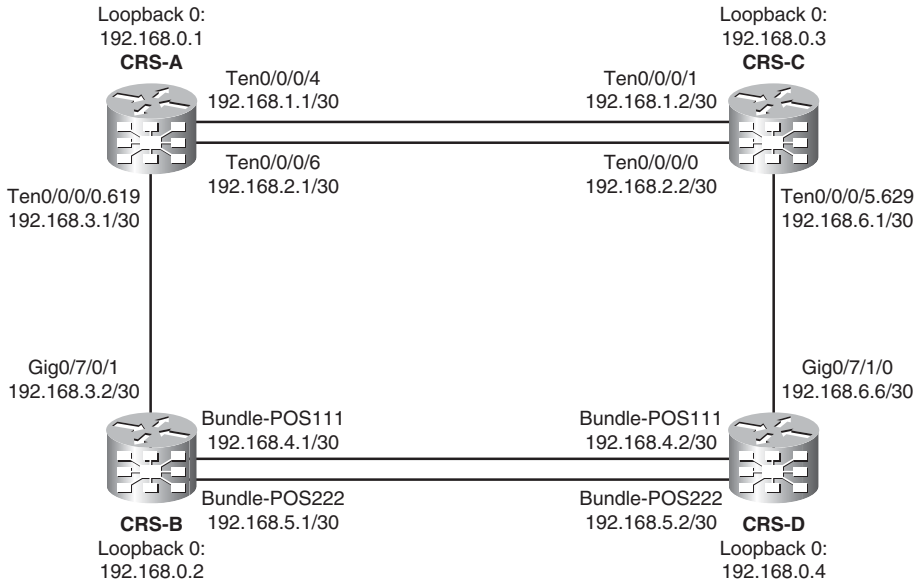 Loopback 0:
192.168.0.1
CRS-A
Loopback 0:
192.168.0.3
CRS-C
Ten0/0/0/4
192.168.1.1/30
Ten0/0/0/1
192.168.1.2/30
Ten0/0/0/6
192.168.2.1/30
Ten0/0/0/0
192.168.2.2/30
Ten0/0/0/0.619
192.168.3.1/30
Ten0/0/0/5.629
192.168.6.1/30
Gig0/7/0/1
192.168.3.2/30
Gig0/7/1/0
192.168.6.6/30
Bundle-POS111
192.168.4.1/30
Bundle-POS111
192.168.4.2/30
Bundle-POS222
192.168.5.1/30
Bundle-POS222
192.168.5.2/30
CRS-B
Loopback 0:
192.168.0.2
CRS-D
Loopback 0:
192.168.0.4